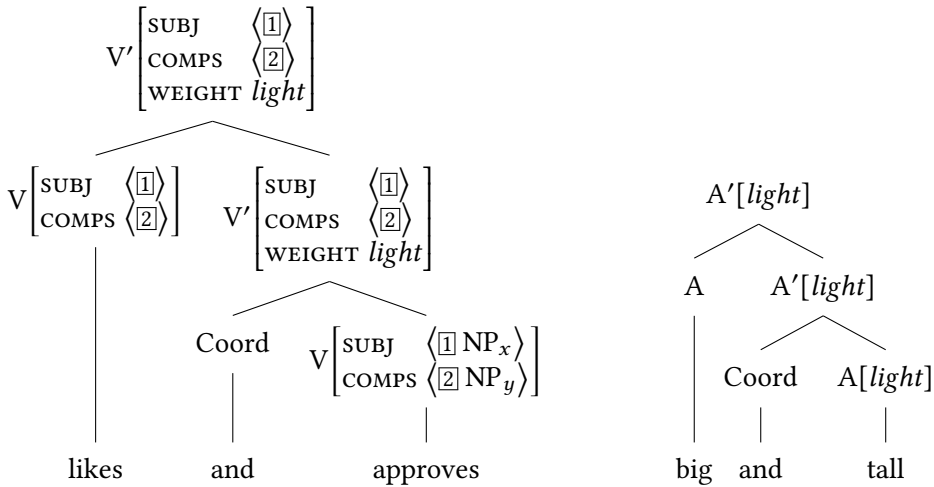 V′ [SUBJ ⟨[1]⟩
COMPS ⟨[2]⟩
WEIGHT light]
V [SUBJ ⟨[1]⟩
COMPS ⟨[2]⟩]
V′ [SUBJ ⟨[1]⟩
COMPS ⟨[2]⟩
WEIGHT light]
Coord
V [SUBJ ⟨[1] NPx⟩
COMPS ⟨[2] NPy⟩]
likes and approves
A′[light]
A A′[light]
Coord A[light]
big and tall